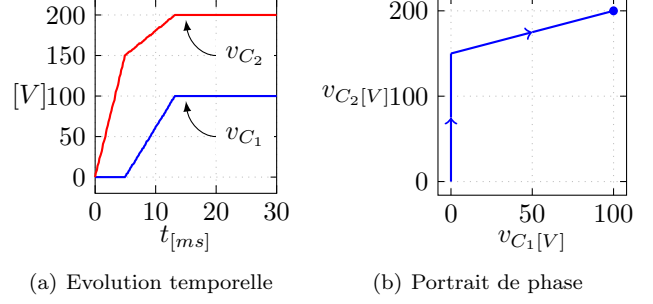 200
150
[V]100
50
0
v_{C_2}
v_{C_1}
0 10 20 30
t_{[ms]}
(a) Evolution temporelle
200
v_{C_2[V]}100
0
0 50 100
v_{C_1[V]}
(b) Portrait de phase